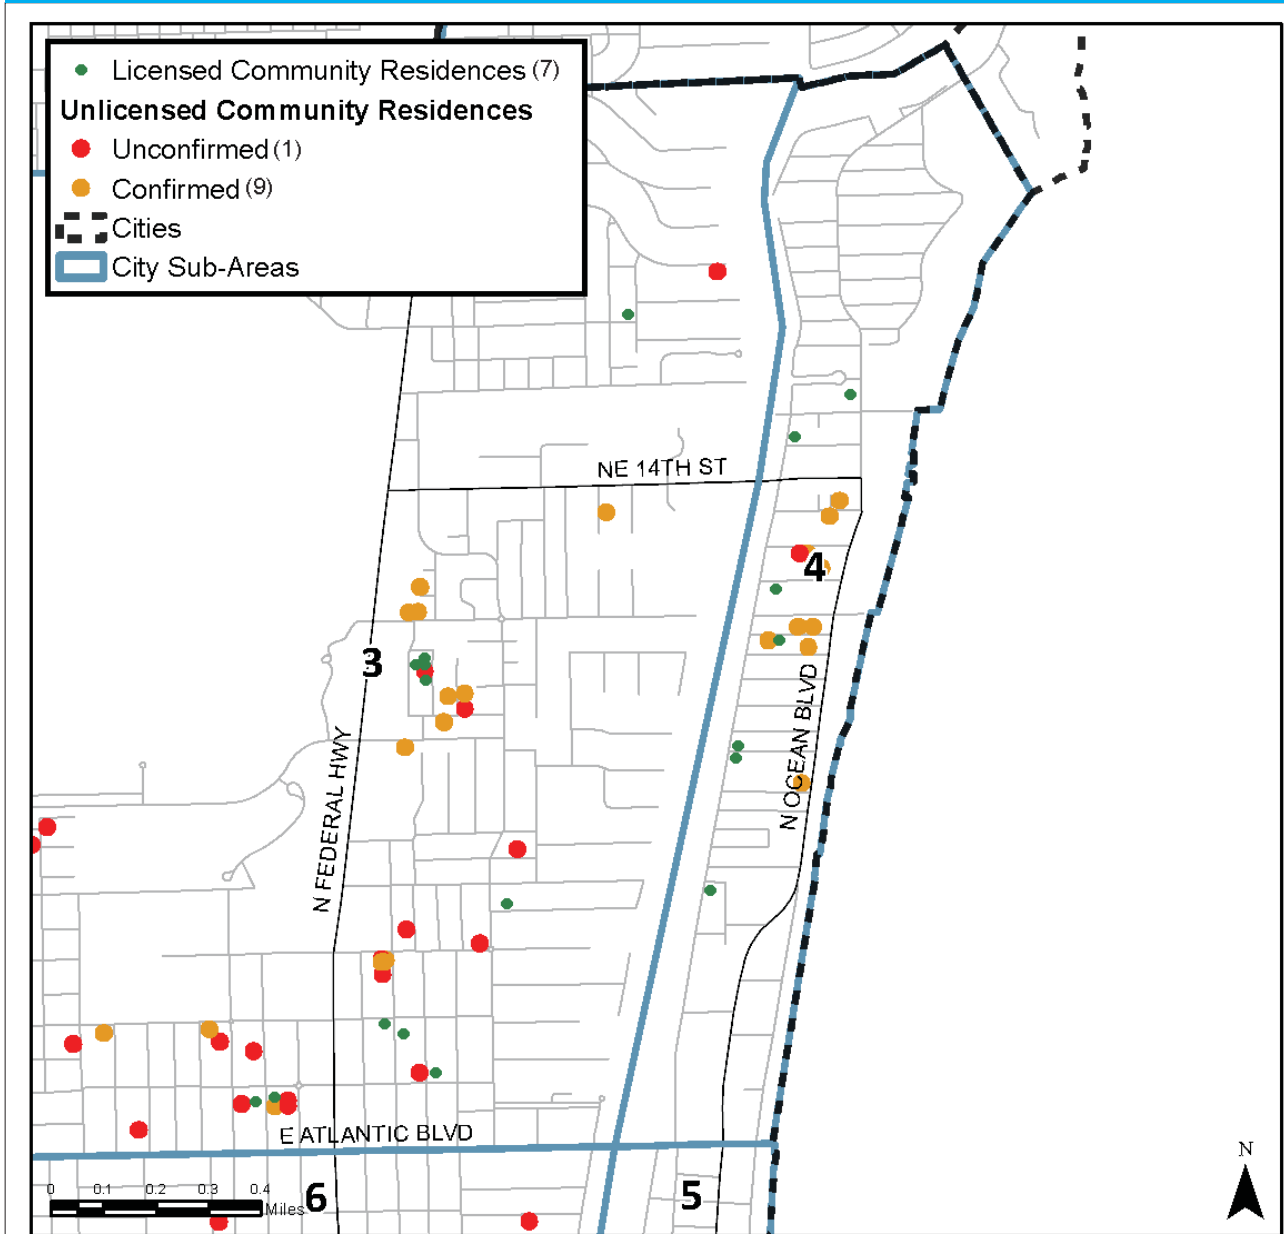 Licensed Community Residences (7)
Unlicensed Community Residences
Unconfirmed (1)
Confirmed (9)
Cities
City Sub-Areas
NE 14TH ST
4
3
N OCEAN BLVD
N FEDERAL HWY
E ATLANTIC BLVD
N
0 0.1 0.2 0.3 0.4
Miles
6
5